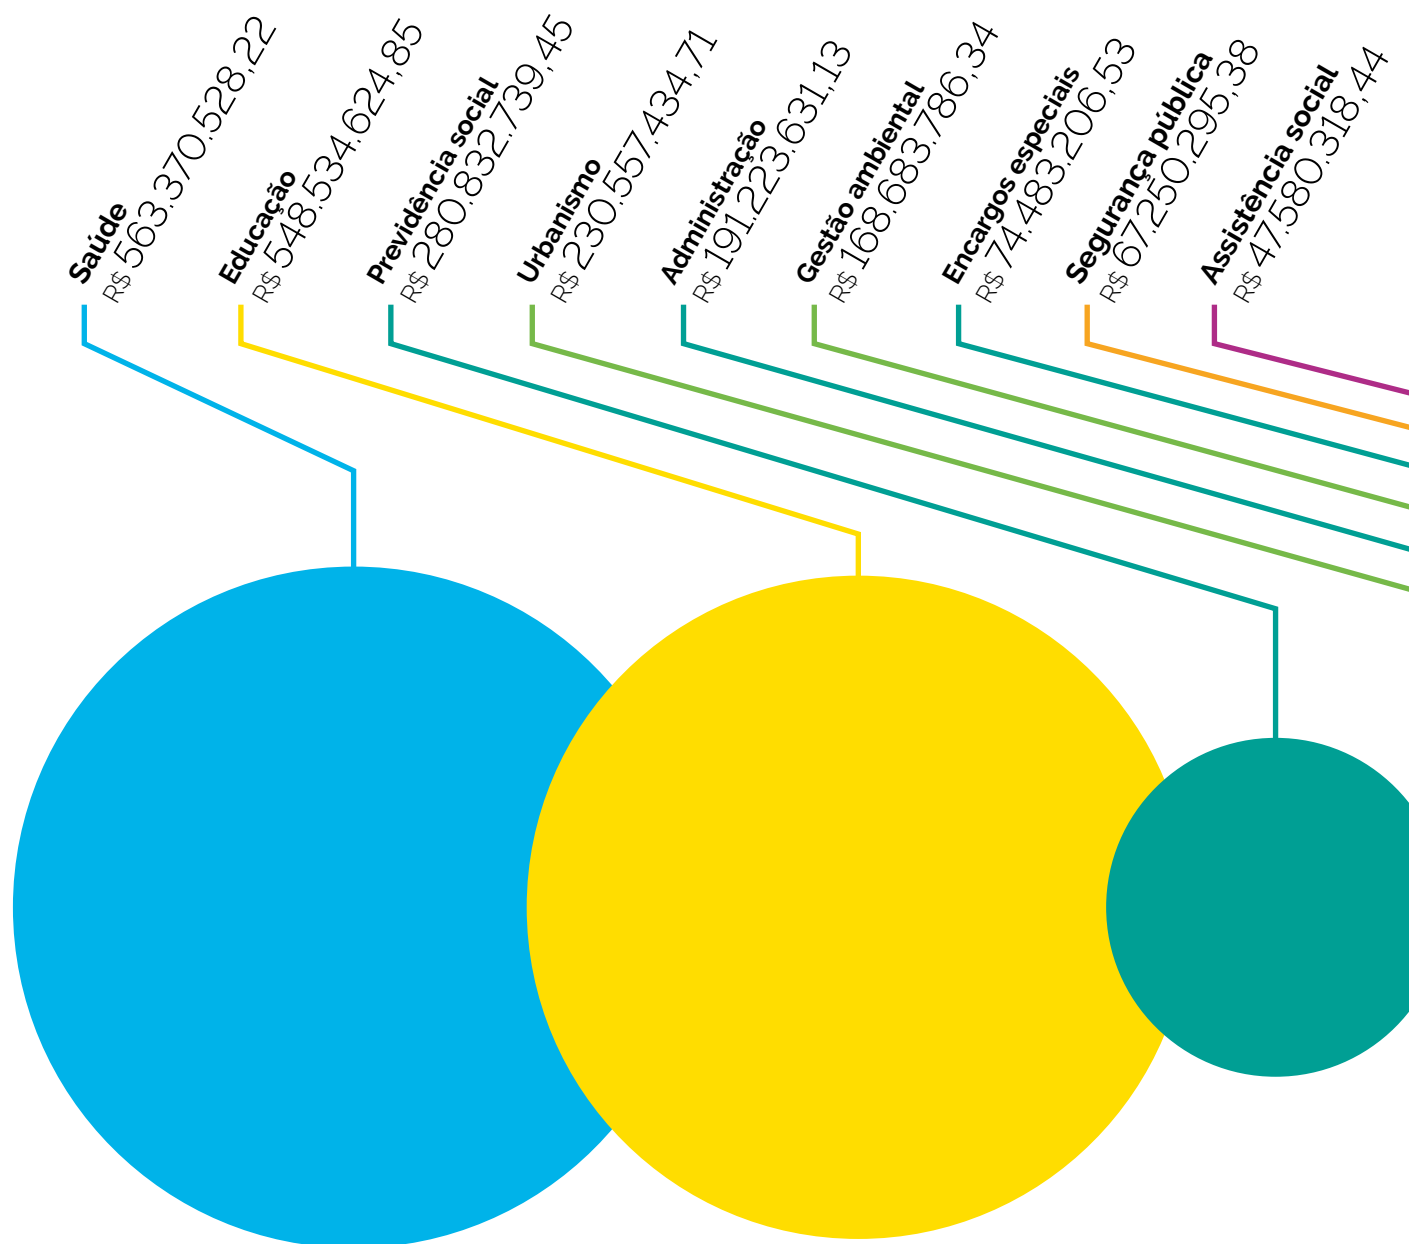 Saúde
R$ 563.370.528,22
Educação
R$ 548.534.624,85
Previdência social
R$ 280.832.739,45
Urbanismo
R$ 230.557.434,71
Administração
R$ 191.223.631,13
Gestão ambiental
R$ 168.683.786,34
Encargos especiais
R$ 74.483.206,53
Segurança pública
R$ 67.250.295,38
Assistência social
R$ 47.580.318,44